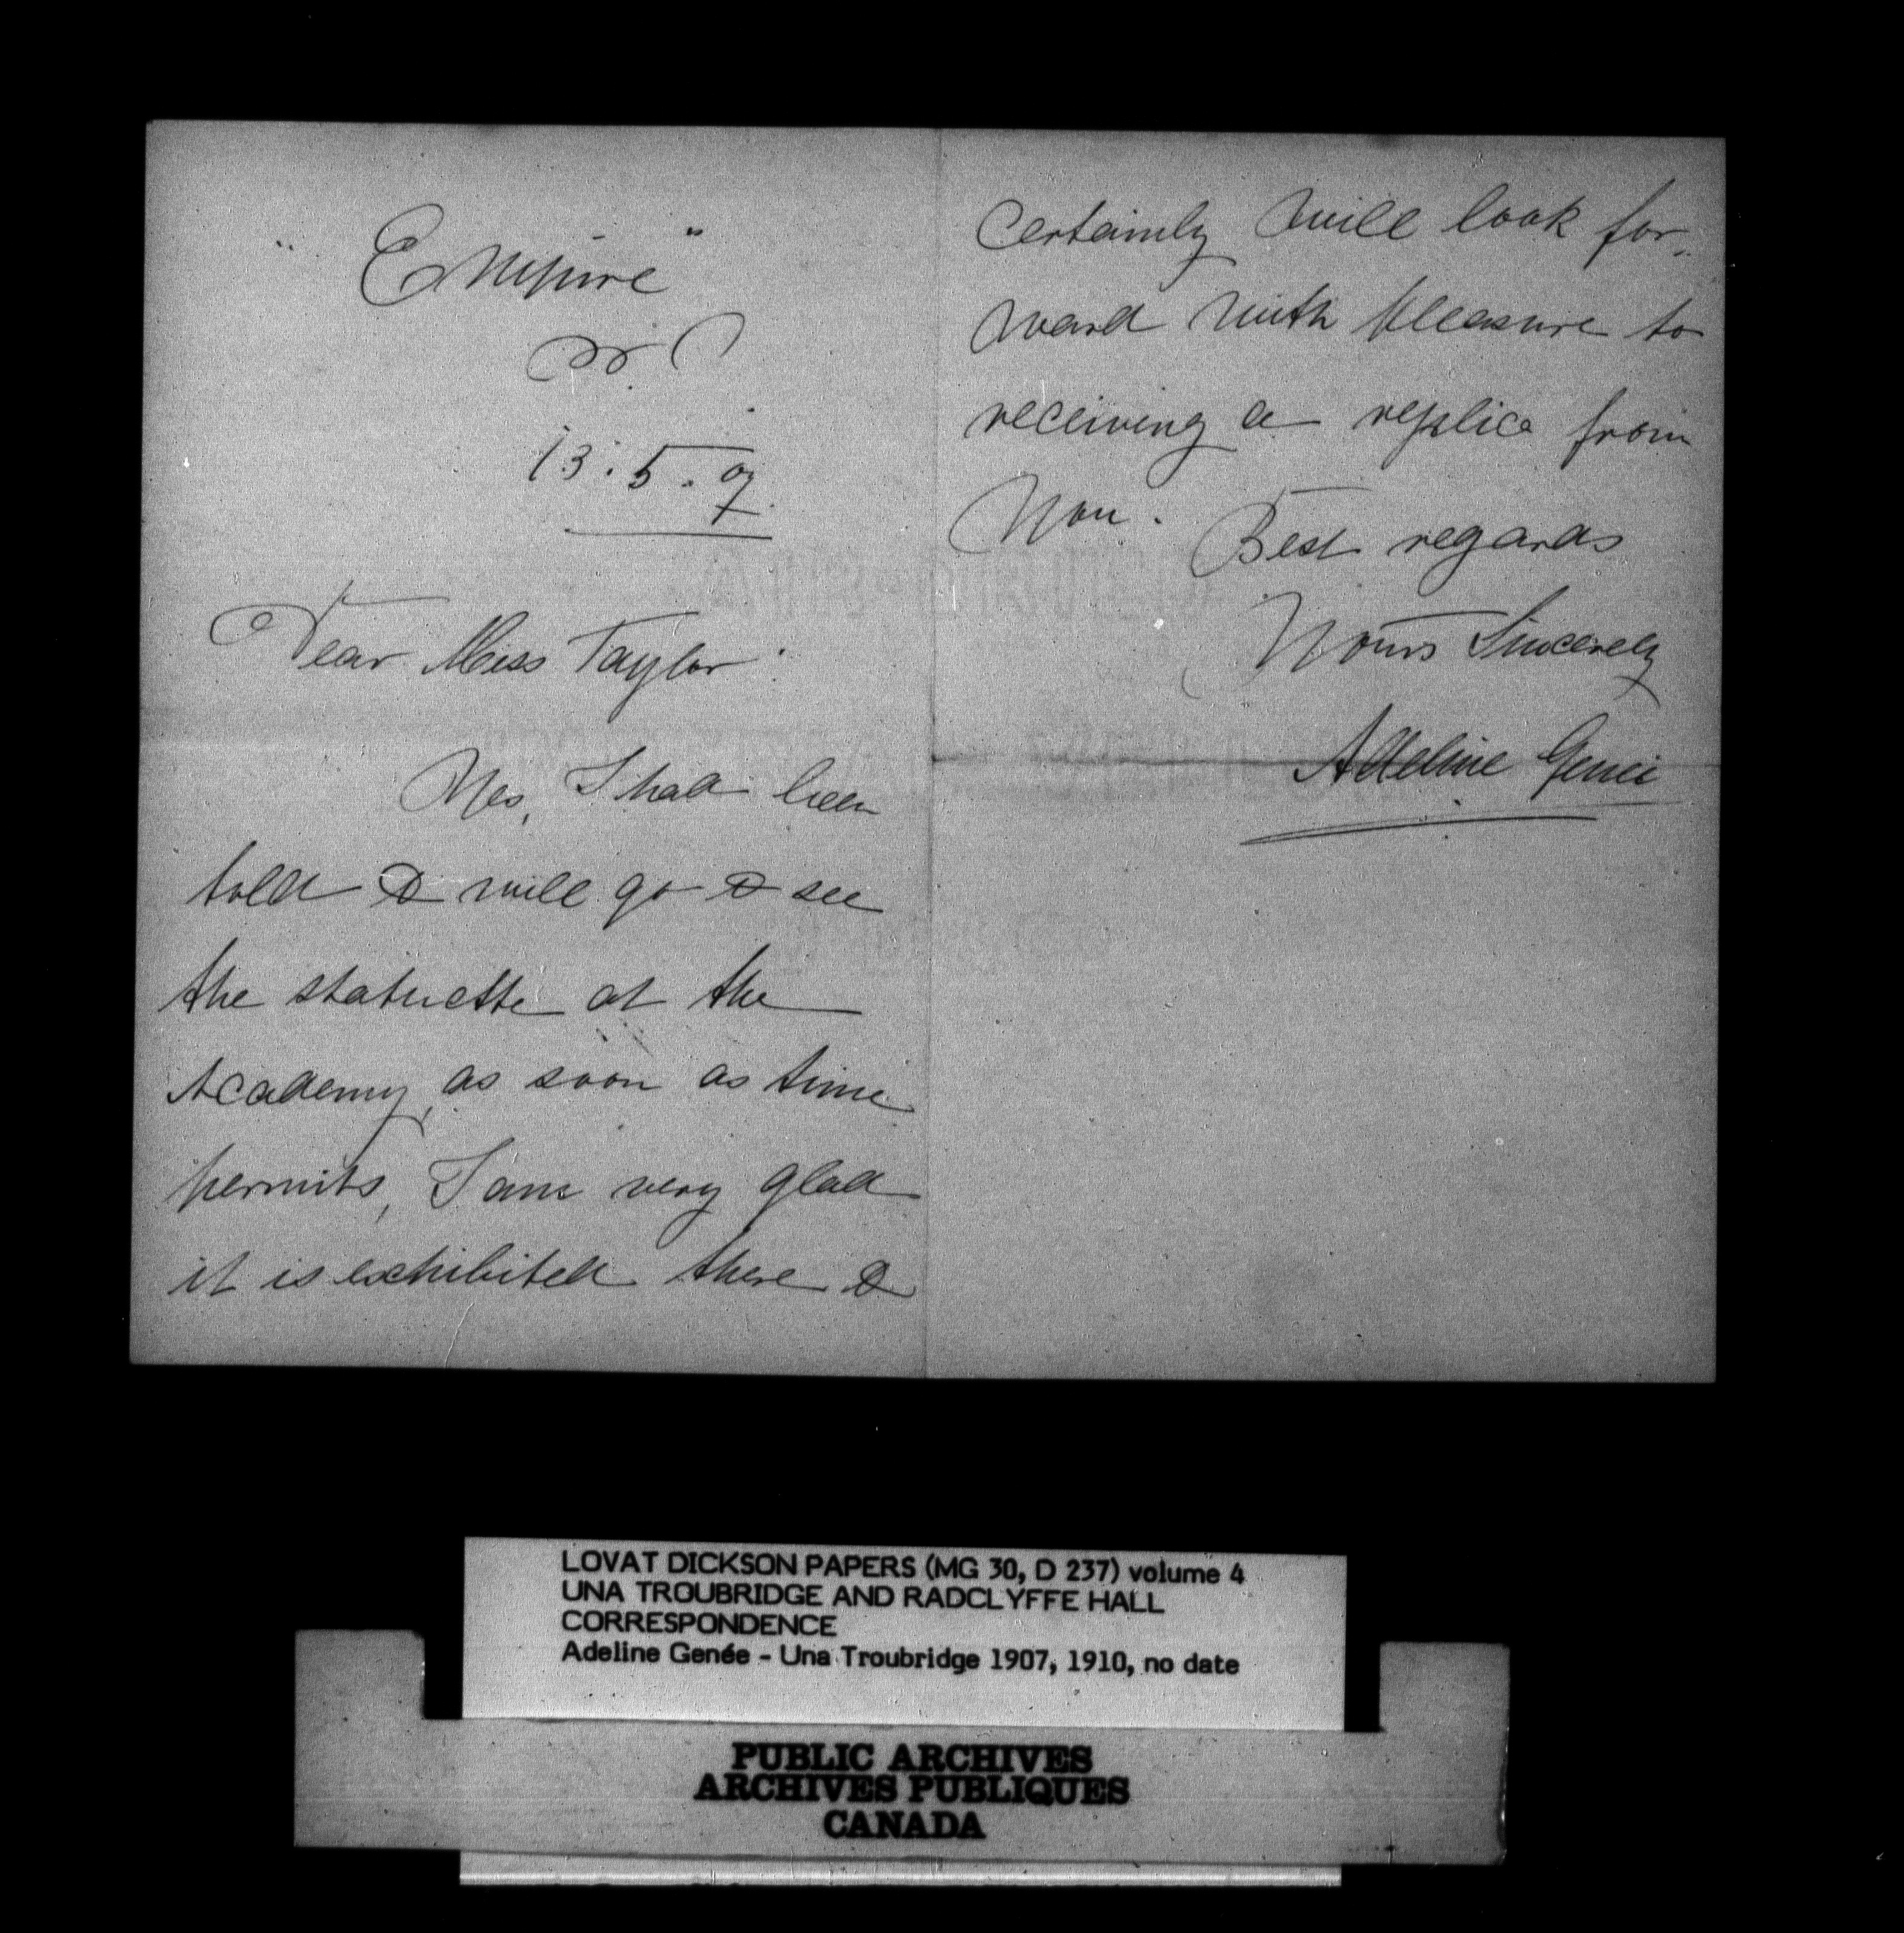 "Empire"
W.C
13.5.07
Dear Miss Taylor:
Yes, I had been
told & will go & see
the statuette at the
Academy, as soon as time
permits, I am very glad
it is exhibited there &
Certainly will look for-
ward with pleasure to
receiving a replica from
You. Best regards
Yours Sincerely
Adeline Genée
LOVAT DICKSON PAPERS (MG 30, D 237) volume 4
UNA TROUBRIDGE AND RADCLYFFE HALL
CORRESPONDENCE
Adeline Genée - Una Troubridge 1907, 1910, no date
PUBLIC ARCHIVES
ARCHIVES PUBLIQUES
CANADA